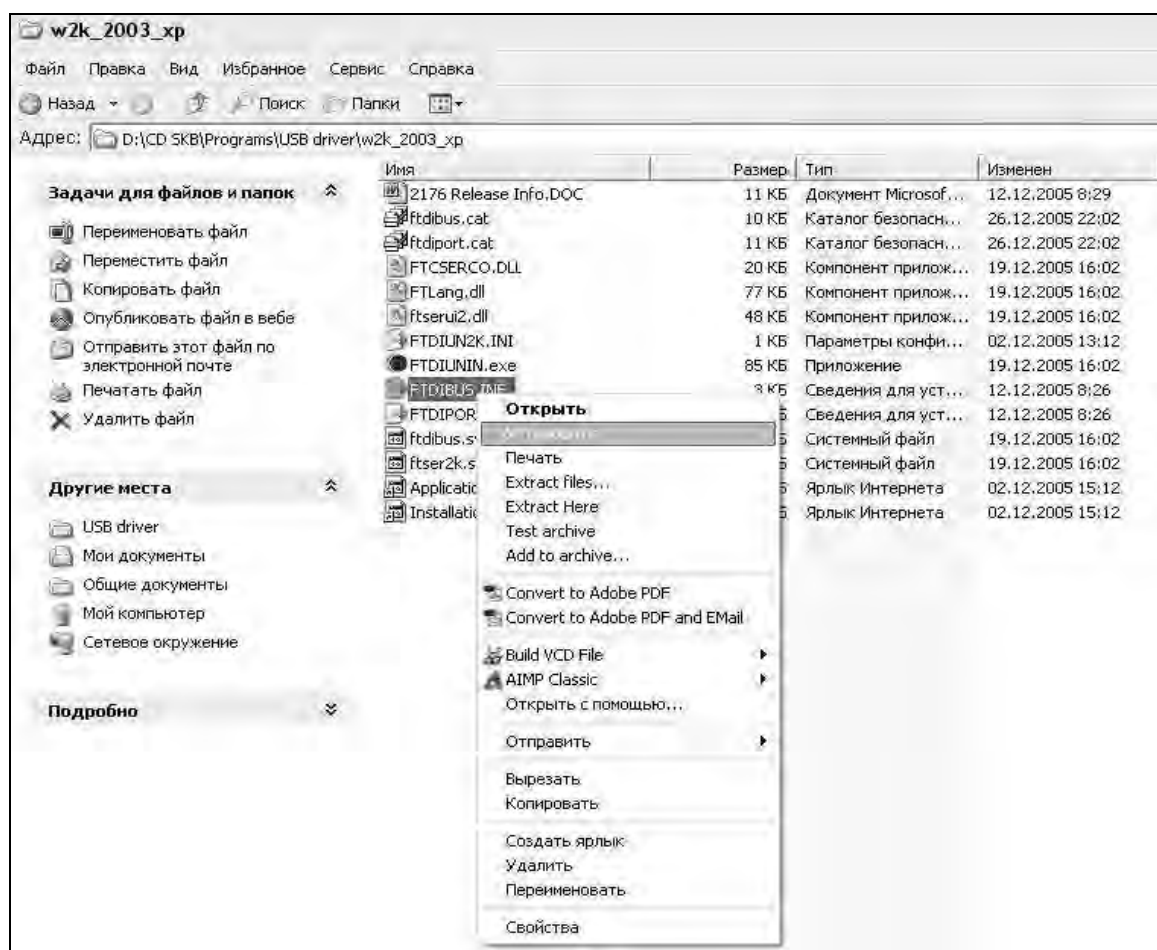 w2k_2003_xp
Файл Правка Вид Избранное Сервис Справка
Назад Поиск Папки
Адрес: D:\CD SKB\Programs\USB driver\w2k_2003_xp
Задачи для файлов и папок
Переименовать файл
Переместить файл
Копировать файл
Опубликовать файл в вебе
Отправить этот файл по
электронной почте
Печатать файл
Удалить файл
Другие места
USB driver
Мои документы
Общие документы
Мой компьютер
Сетевое окружение
Подробно
Имя Размер Тип Изменен
2176 Release Info.DOC 11 КБ Документ Microsof... 12.12.2005 8:29
ftdibus.cat 10 КБ Каталог безопасн... 26.12.2005 22:02
ftdiport.cat 11 КБ Каталог безопасн... 26.12.2005 22:02
FTCSERCO.DLL 20 КБ Компонент прилож... 19.12.2005 16:02
FTLang.dll 77 КБ Компонент прилож... 19.12.2005 16:02
ftserui2.dll 48 КБ Компонент прилож... 19.12.2005 16:02
FTDIUN2K.INI 1 КБ Параметры конфи... 02.12.2005 13:12
FTDIUNIN.exe 85 КБ Приложение 19.12.2005 16:02
FTDIBUS.INF 3 КБ Сведения для уст... 12.12.2005 8:26
FTDIPOR Сведения для уст... 12.12.2005 8:26
ftdibus.s Системный файл 19.12.2005 16:02
ftser2k.s Системный файл 19.12.2005 16:02
Applicatic Ярлык Интернета 02.12.2005 15:12
Installatic Ярлык Интернета 02.12.2005 15:12
Открыть
Печать
Extract files...
Extract Here
Test archive
Add to archive...
Convert to Adobe PDF
Convert to Adobe PDF and EMail
Build VCD File
AIMP Classic
Открыть с помощью...
Отправить
Вырезать
Копировать
Создать ярлык
Удалить
Переименовать
Свойства